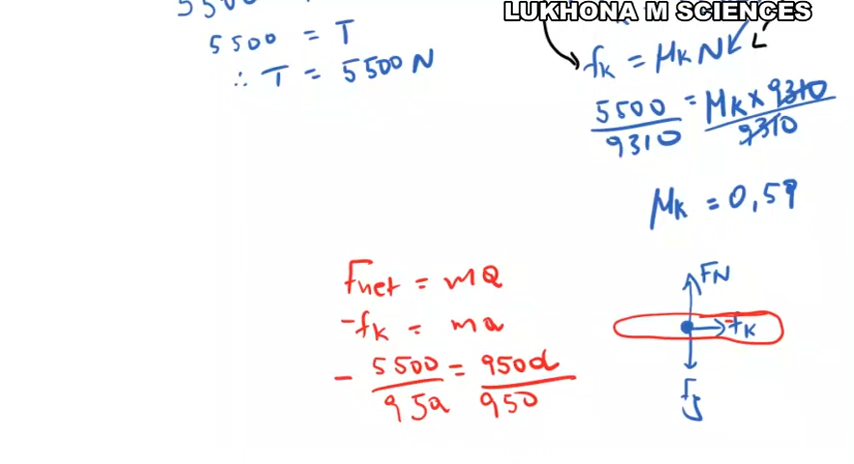 LUKHONA M SCIENCES
5500 = T
∴ T = 5500 N
fk = μk N
5500/9310 = μk × 9310/9310
μk = 0,59
Fnet = ma
-fk = ma
- 5500/950 = 950a/950
FN
-fk
Fg